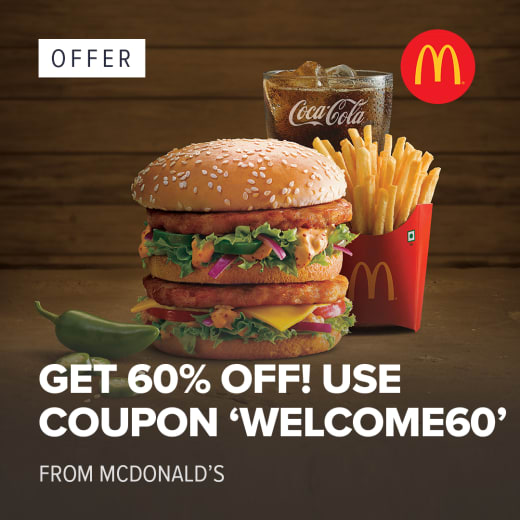 OFFER
Coca-Cola
GET 60% OFF! USE
COUPON ‘WELCOME60’
FROM MCDONALD’S